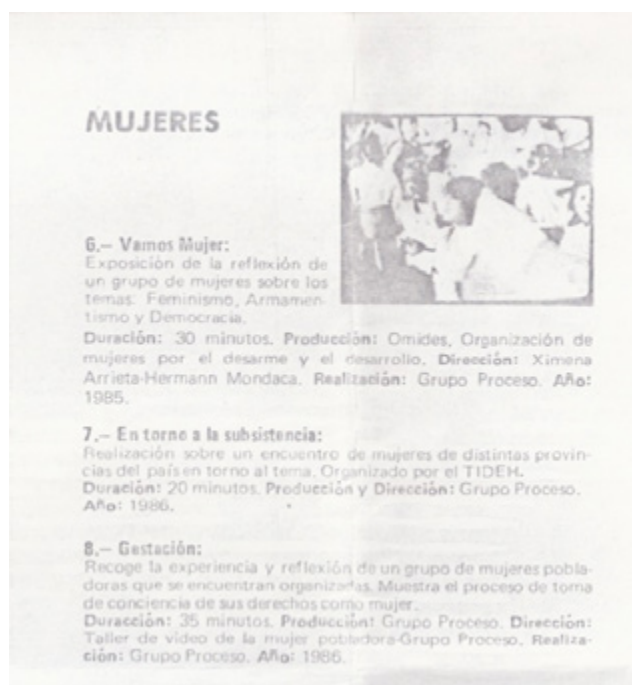 MUJERES
6.— Vamos Mujer:
Exposición de la reflexión de
un grupo de mujeres sobre los
temas: Feminismo, Armamen-
tismo y Democracia.
Duración: 30 minutos. Producción: Omides, Organización de
mujeres por el desarme y el desarrollo. Dirección: Ximena
Arrieta-Hermann Mondaca. Realización: Grupo Proceso. Año:
1985.
7.— En torno a la subsistencia:
Realización sobre un encuentro de mujeres de distintas provin-
cias del país en torno al tema. Organizado por el TIDEH.
Duración: 20 minutos. Producción y Dirección: Grupo Proceso.
Año: 1986.
8.— Gestación:
Recoge la experiencia y reflexión de un grupo de mujeres pobla-
doras que se encuentran organizadas. Muestra el proceso de toma
de conciencia de sus derechos como mujer.
Duracción: 35 minutos. Producción: Grupo Proceso. Dirección:
Taller de video de la mujer pobladora-Grupo Proceso. Realiza-
ción: Grupo Proceso. Año: 1986.